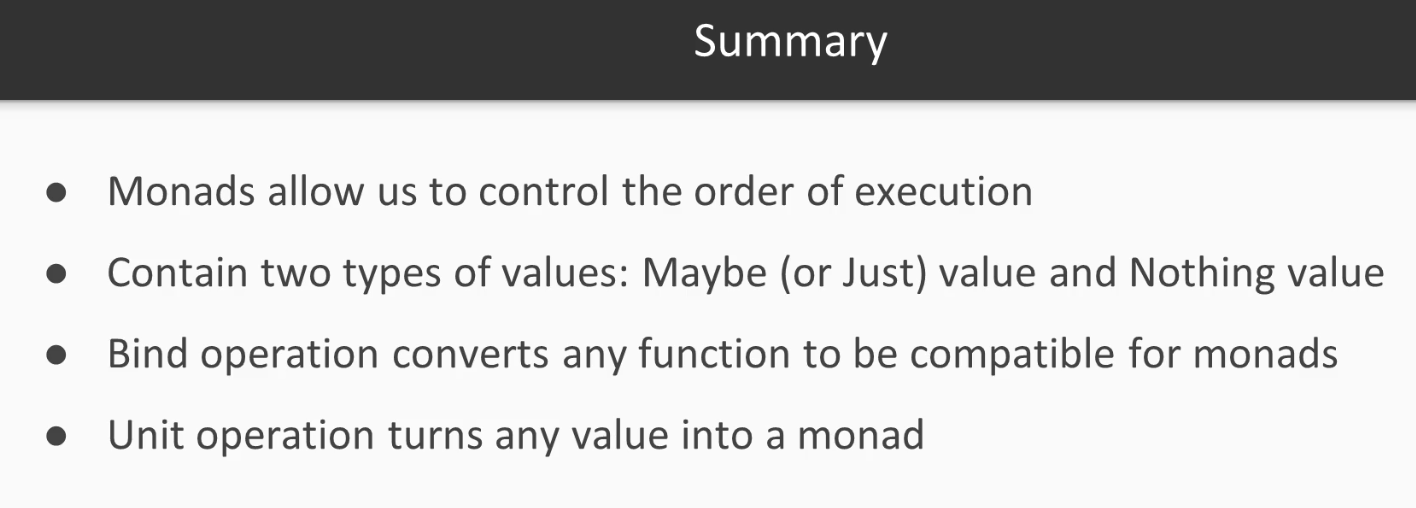 Summary
● Monads allow us to control the order of execution
● Contain two types of values: Maybe (or Just) value and Nothing value
● Bind operation converts any function to be compatible for monads
● Unit operation turns any value into a monad